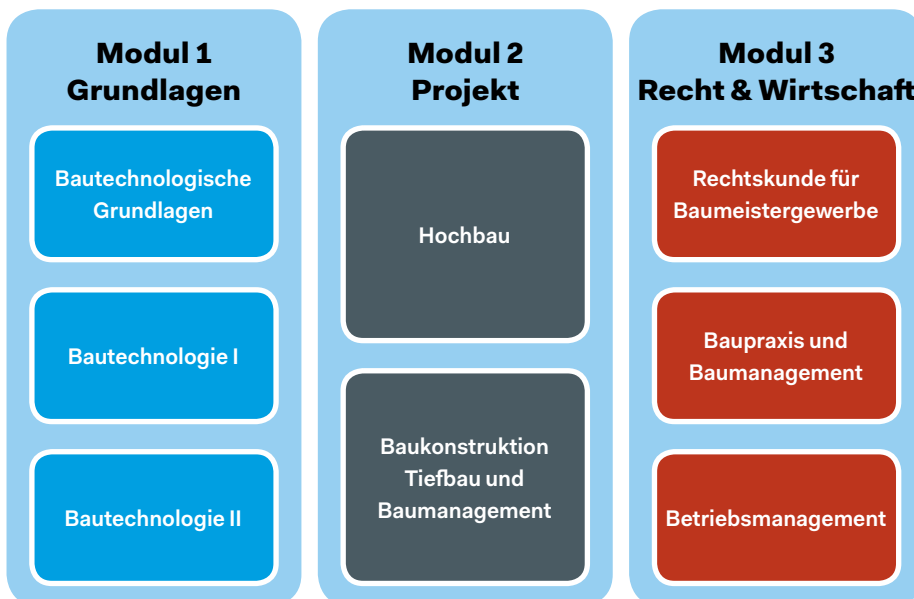 Modul 1
Grundlagen
Bautechnologische
Grundlagen
Bautechnologie I
Bautechnologie II
Modul 2
Projekt
Hochbau
Baukonstruktion
Tiefbau und
Baumanagement
Modul 3
Recht & Wirtschaft
Rechtskunde für
Baumeistergewerbe
Baupraxis und
Baumanagement
Betriebsmanagement